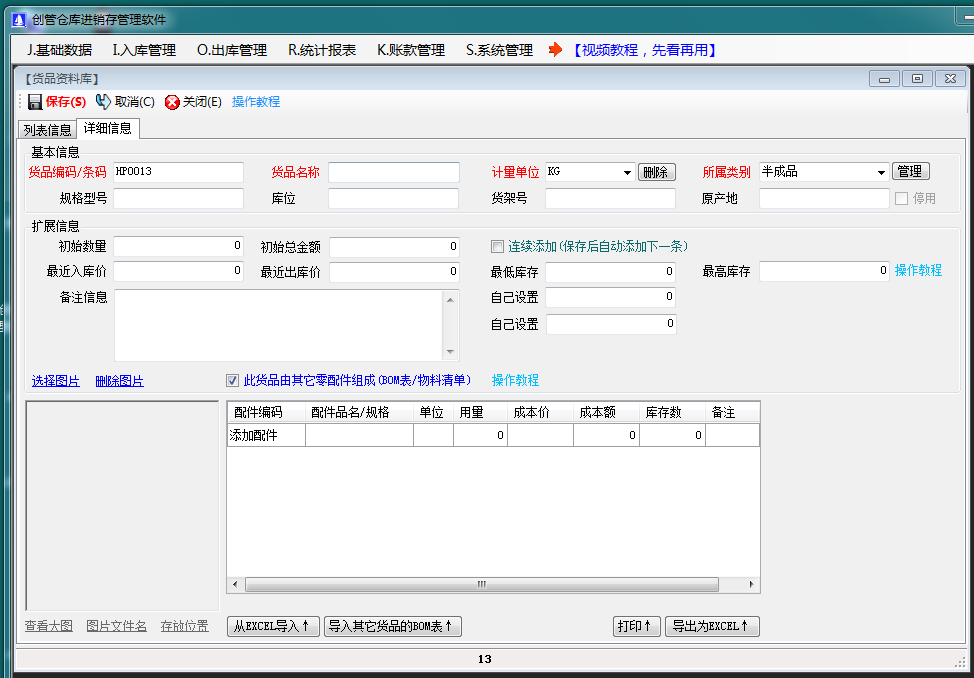 创管仓库进销存管理软件
J.基础数据 I.入库管理 O.出库管理 R.统计报表 K.账款管理 S.系统管理 【视频教程，先看再用】
【货品资料库】
保存(S) 取消(C) 关闭(E) 操作教程
列表信息 详细信息
基本信息
货品编码/条码 HP0013 货品名称 计量单位 KG 删除 所属类别 半成品 管理
规格型号 库位 货架号 原产地 停用
扩展信息
初始数量 0 初始总金额 0 连续添加(保存后自动添加下一条)
最近入库价 0 最近出库价 0 最低库存 0 最高库存 0 操作教程
备注信息 自己设置 0
自己设置 0
选择图片 删除图片 此货品由其它零配件组成(BOM表/物料清单) 操作教程
配件编码 配件品名/规格 单位 用量 成本价 成本额 库存数 备注
添加配件 0 0 0
查看大图 图片文件名 存放位置 从EXCEL导入↑ 导入其它货品的BOM表↑ 打印↑ 导出为EXCEL↑
13